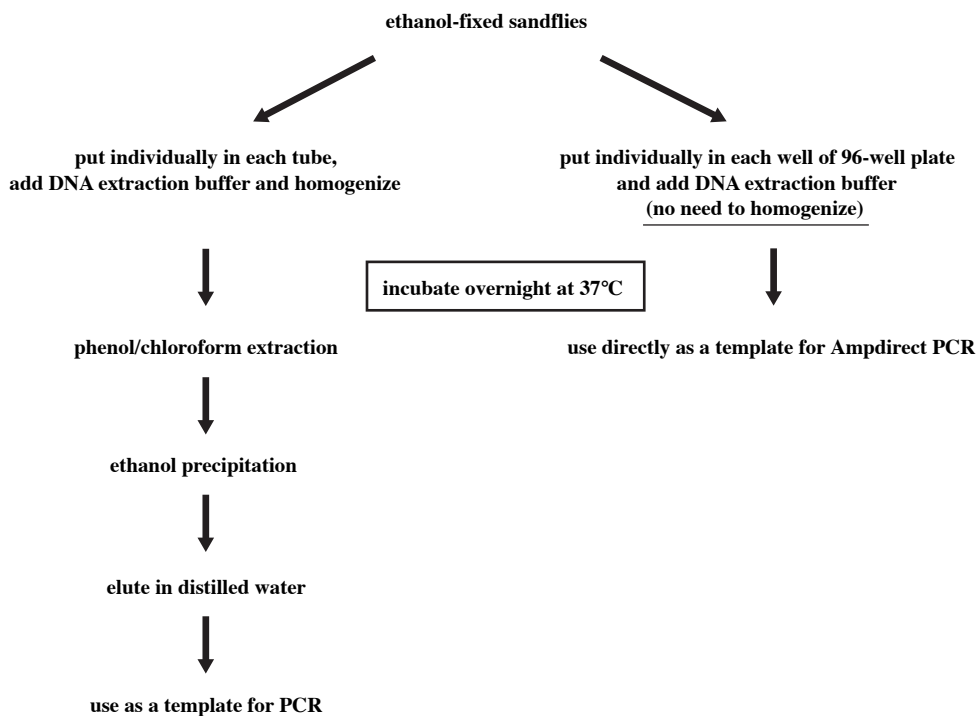 ethanol-fixed sandflies
put individually in each tube,
add DNA extraction buffer and homogenize
put individually in each well of 96-well plate
and add DNA extraction buffer
(no need to homogenize)
incubate overnight at 37℃
phenol/chloroform extraction
use directly as a template for Ampdirect PCR
ethanol precipitation
elute in distilled water
use as a template for PCR